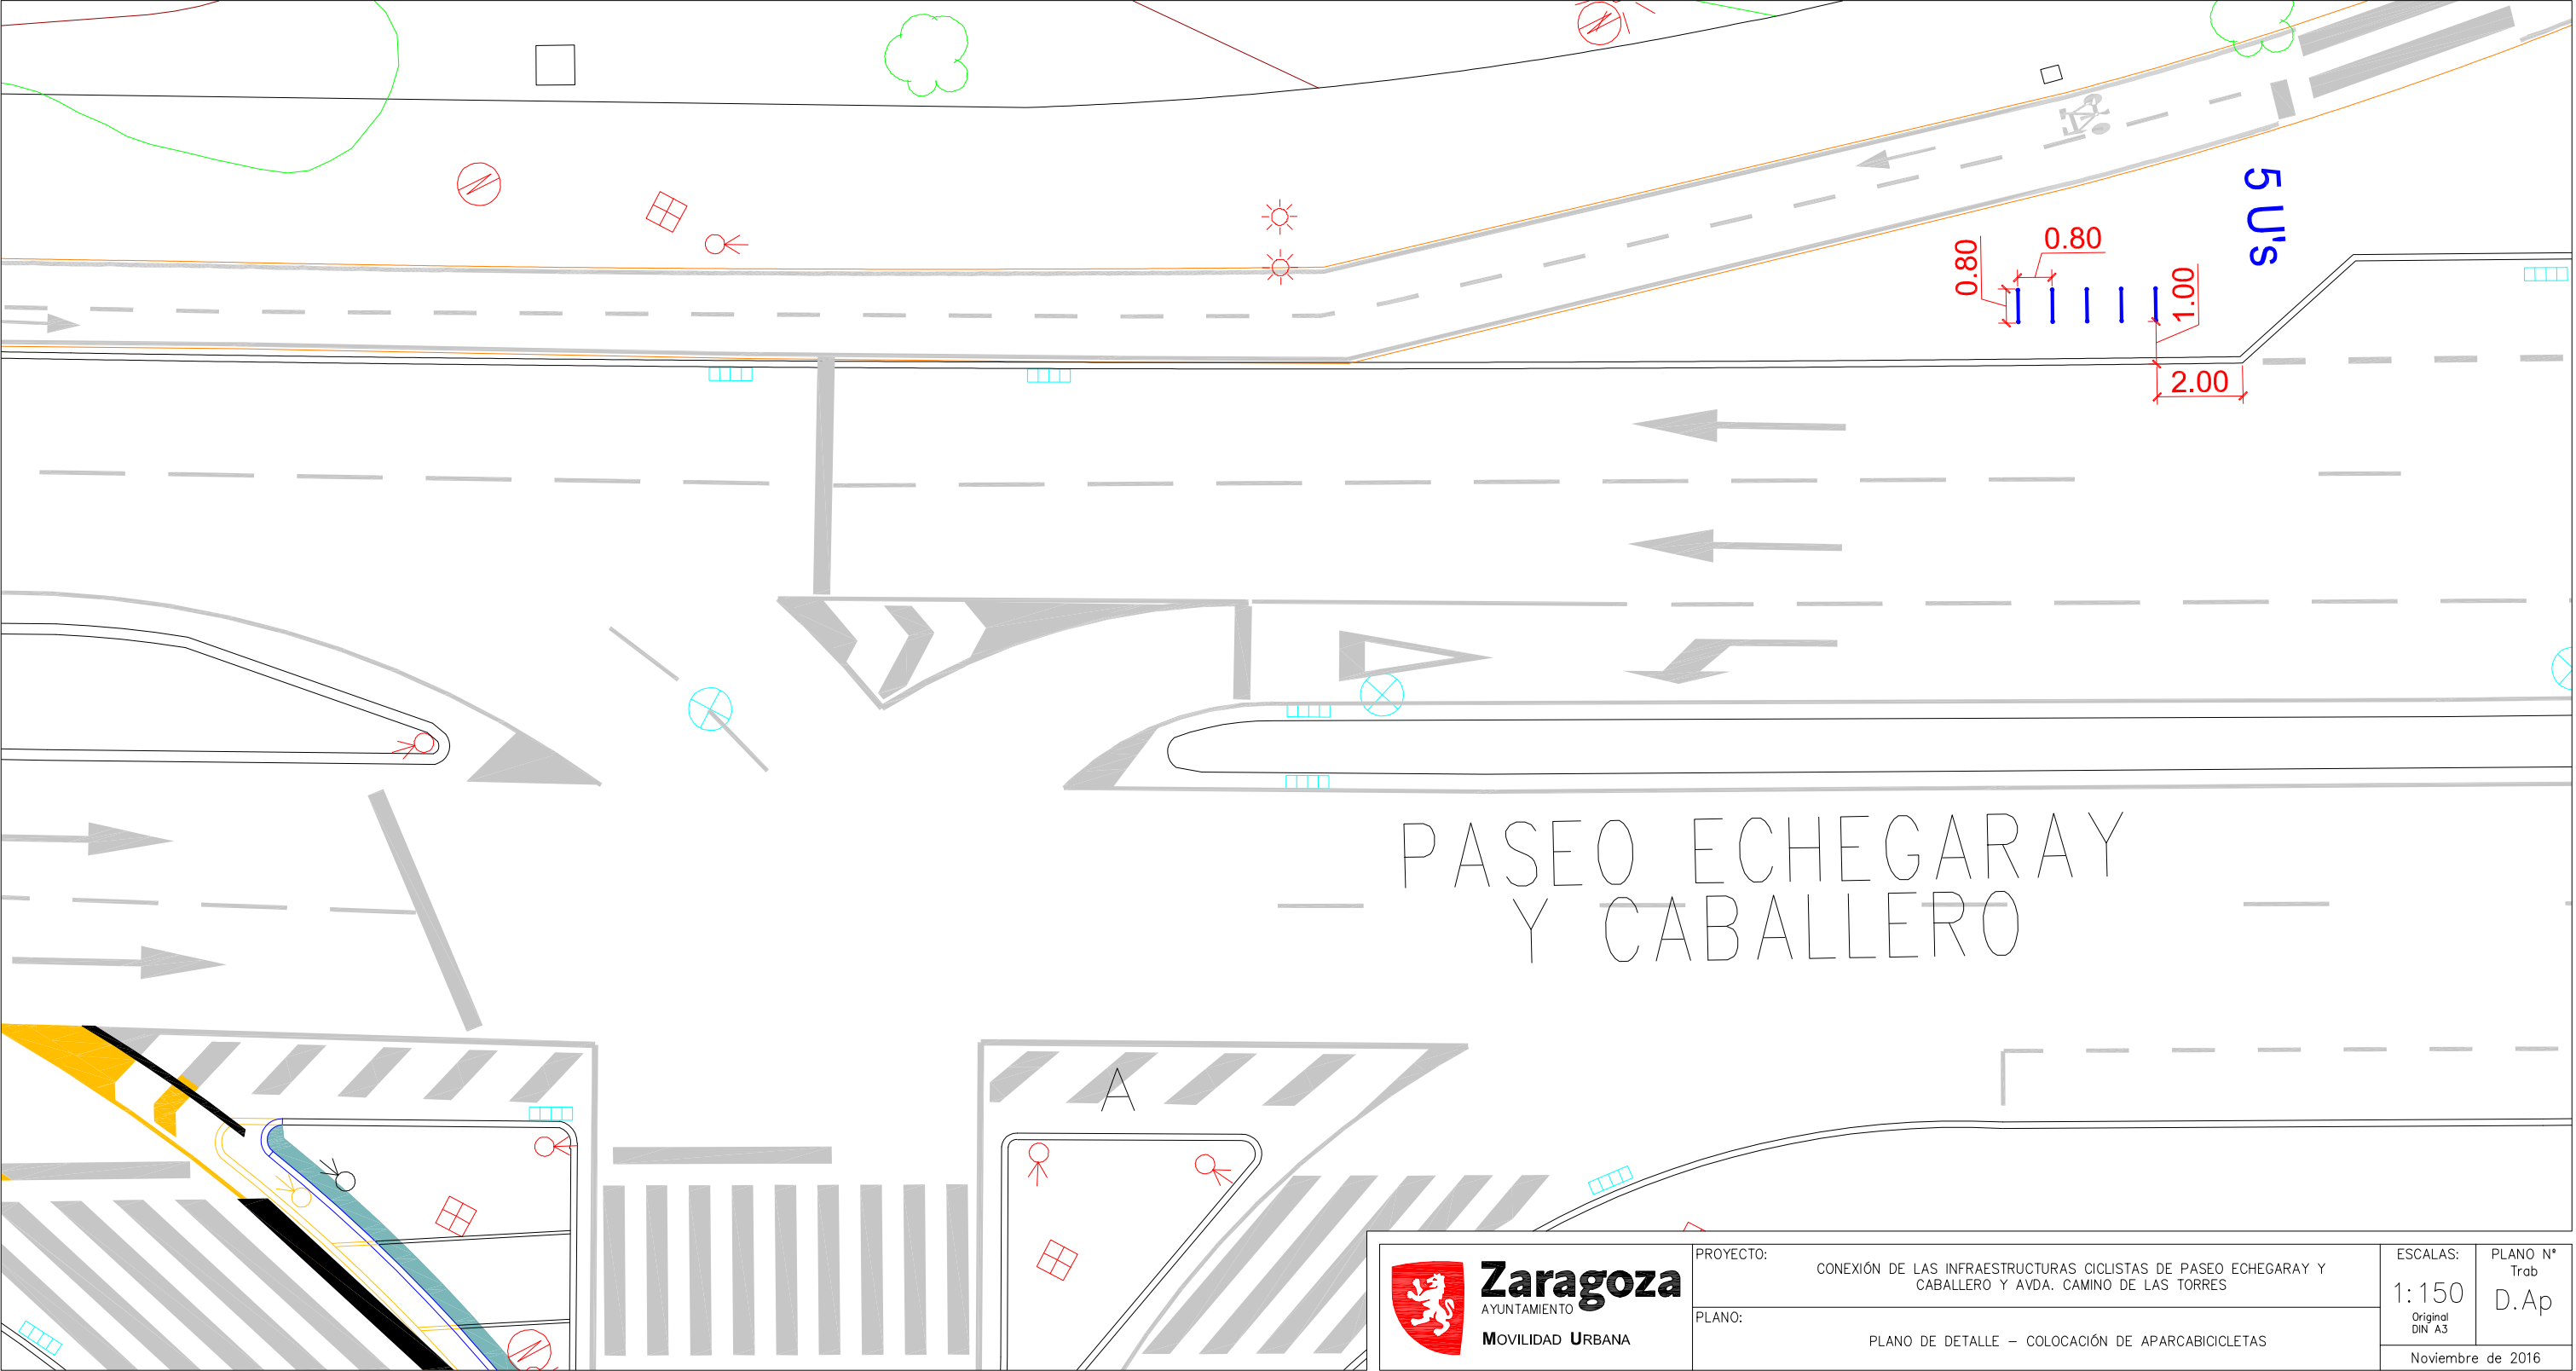 5 U's
0.80
0.80
1.00
2.00
PASEO ECHEGARAY
Y CABALLERO
A
Zaragoza
AYUNTAMIENTO
MOVILIDAD URBANA
PROYECTO:
CONEXIÓN DE LAS INFRAESTRUCTURAS CICLISTAS DE PASEO ECHEGARAY Y
CABALLERO Y AVDA. CAMINO DE LAS TORRES
PLANO:
PLANO DE DETALLE – COLOCACIÓN DE APARCABICICLETAS
ESCALAS:
1:150
Original
DIN A3
PLANO Nº
Trab
D.Ap
Noviembre de 2016